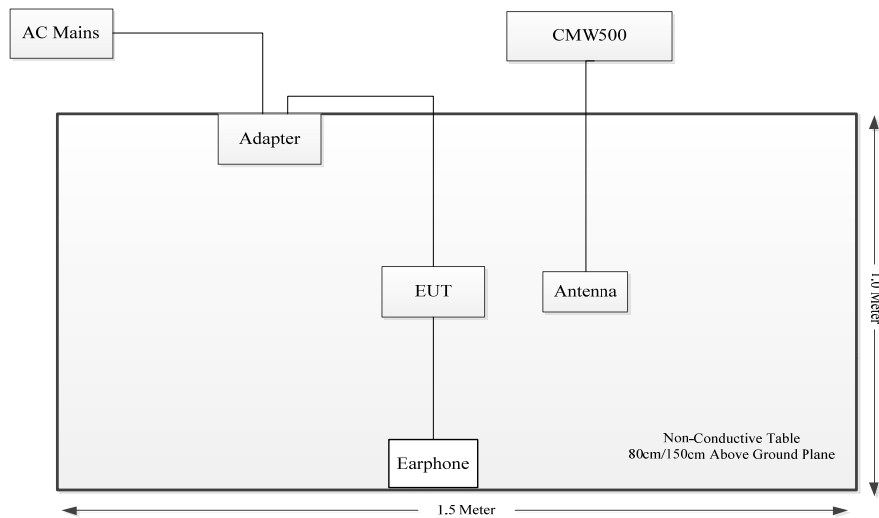 AC Mains
CMW500
Adapter
EUT
Antenna
1.0 Meter
Non-Conductive Table
80cm/150cm Above Ground Plane
Earphone
1.5 Meter